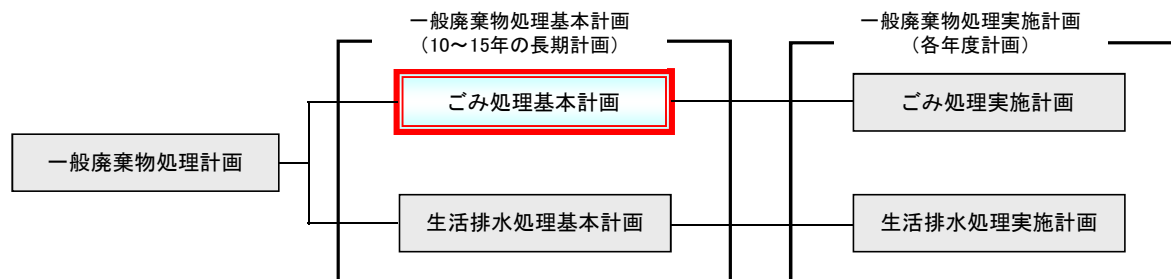 一般廃棄物処理基本計画
（10～15年の長期計画）
一般廃棄物処理実施計画
（各年度計画）
ごみ処理基本計画
ごみ処理実施計画
一般廃棄物処理計画
生活排水処理基本計画
生活排水処理実施計画